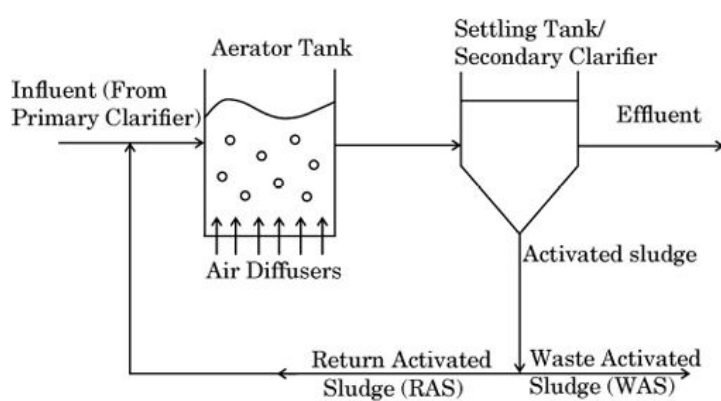 Aerator Tank
Settling Tank/
Secondary Clarifier
Influent (From
Primary Clarifier)
Effluent
Air Diffusers
Activated sludge
Return Activated
Sludge (RAS)
Waste Activated
Sludge (WAS)